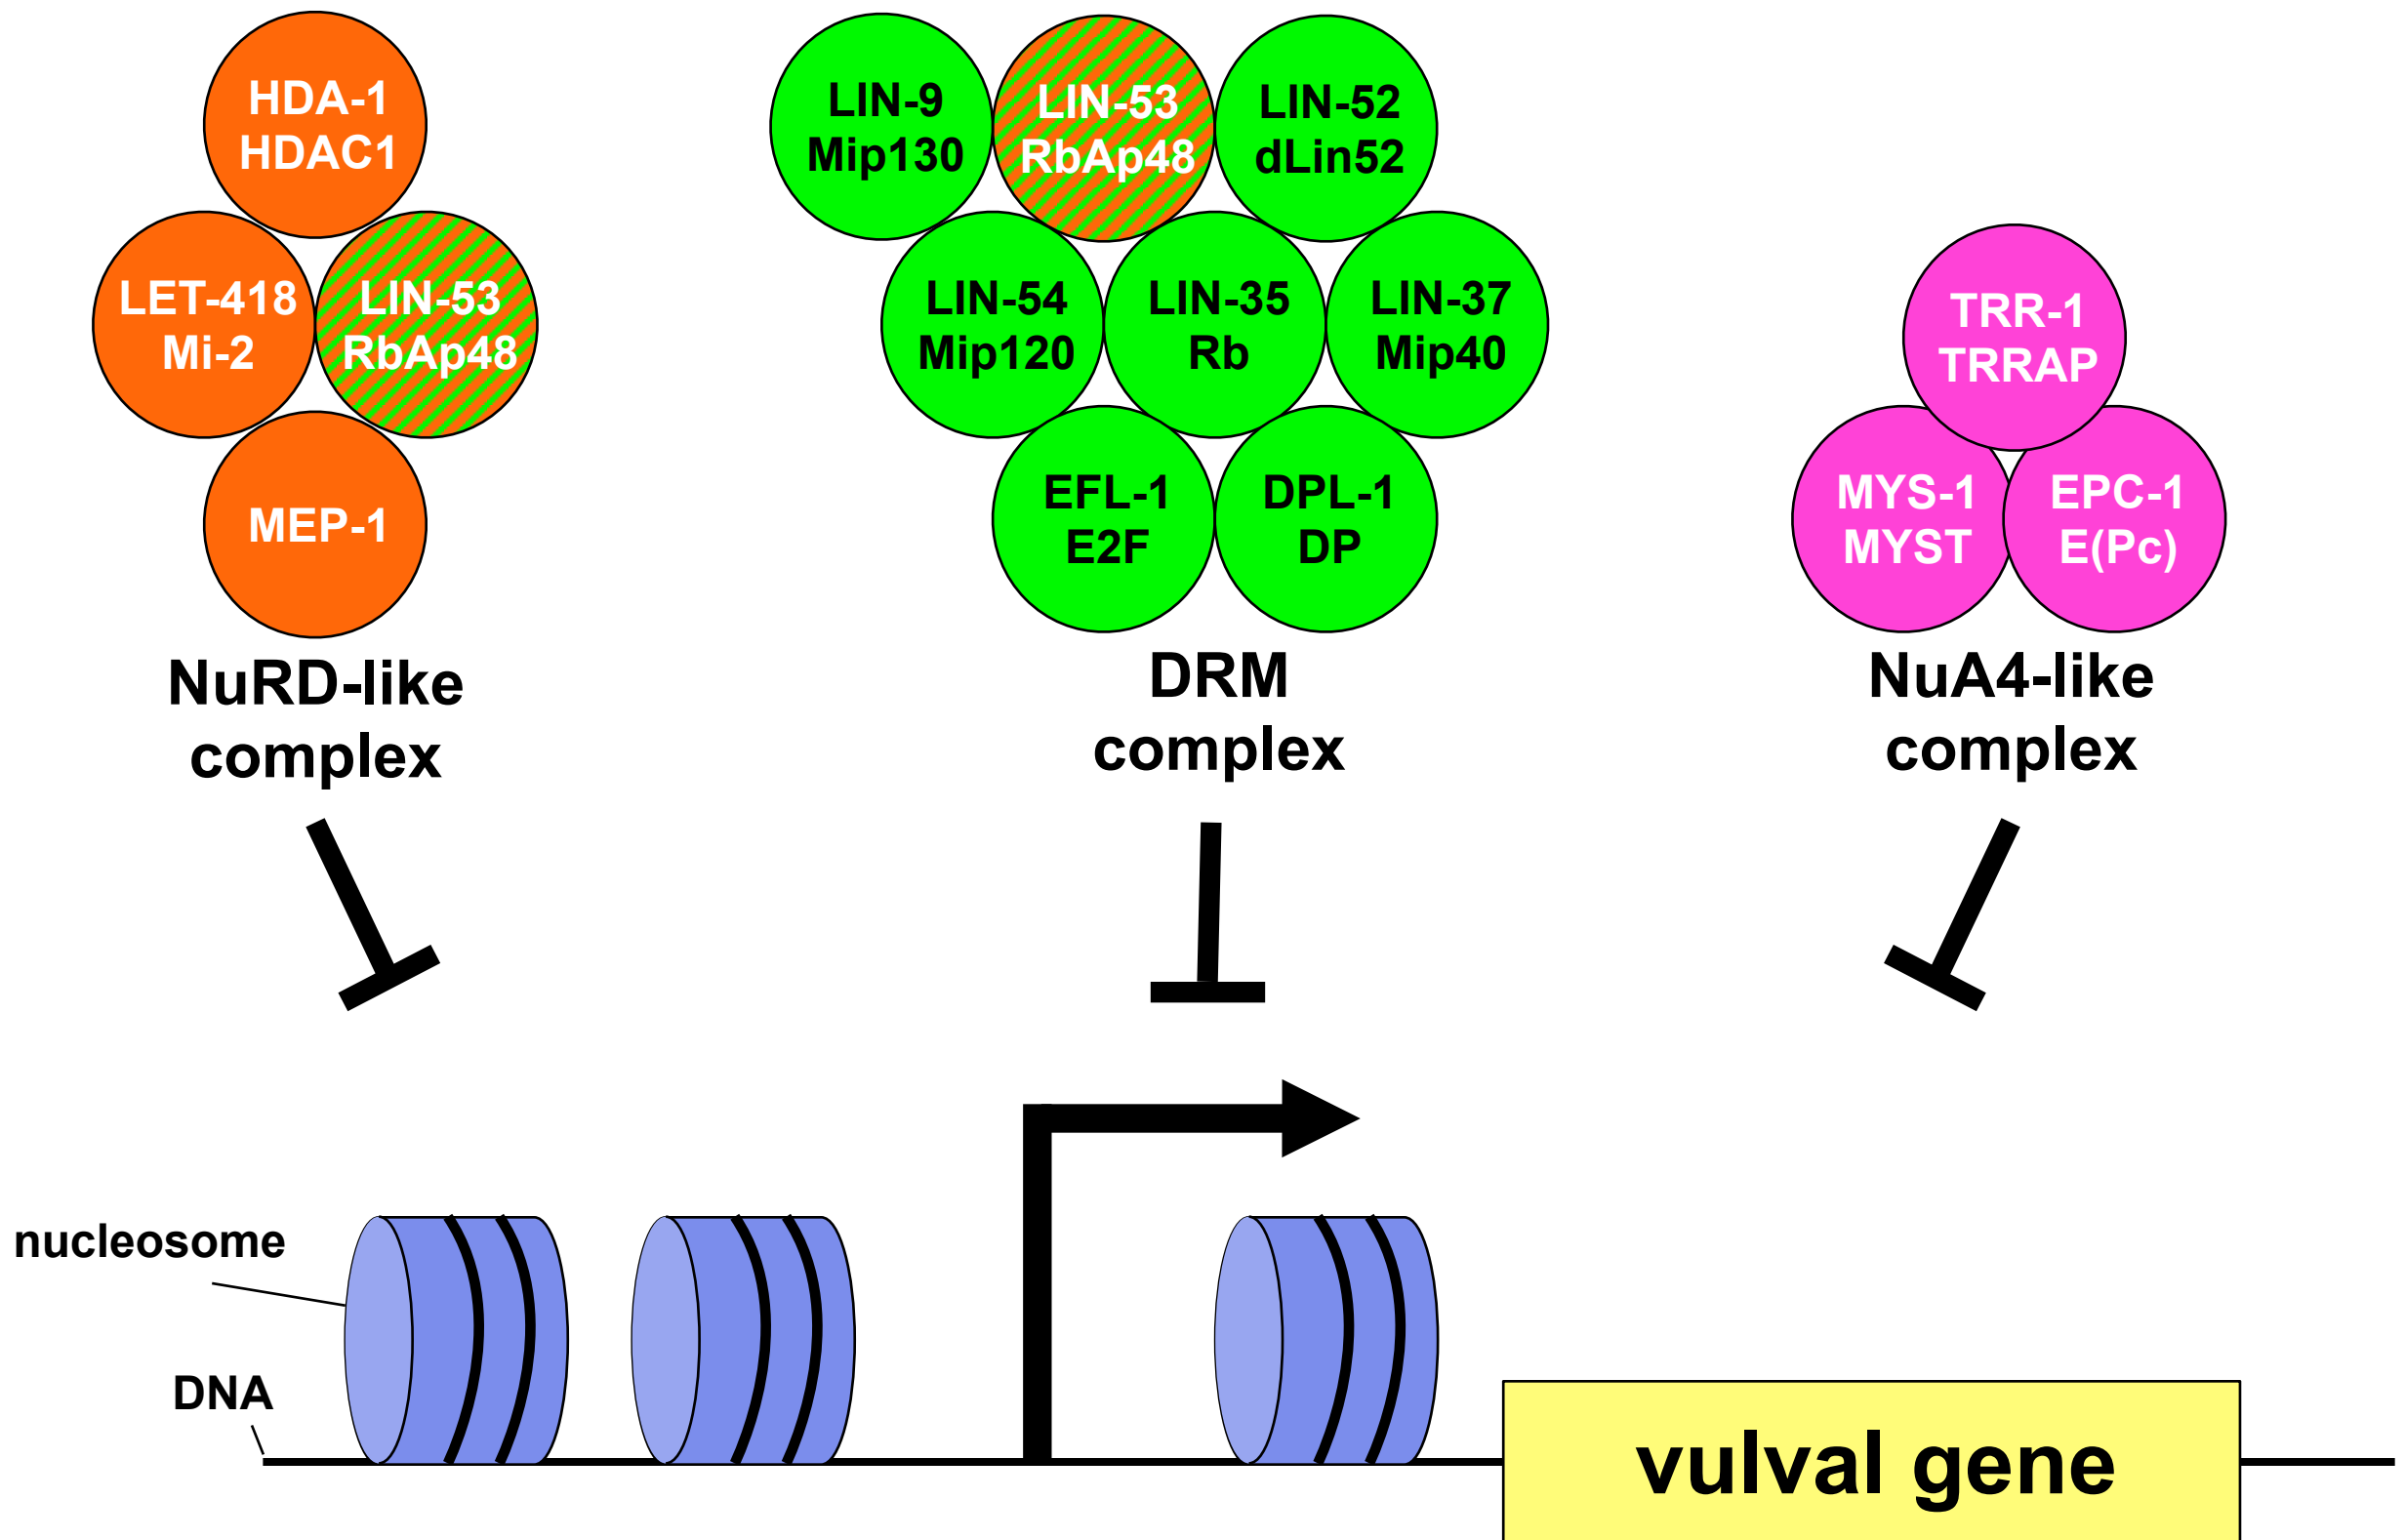 HDA-1
HDAC1
LET-418
Mi-2
LIN-53
RbAp48
MEP-1
NuRD-like
complex
LIN-9
Mip130
LIN-53
RbAp48
LIN-52
dLin52
LIN-54
Mip120
LIN-35
Rb
LIN-37
Mip40
EFL-1
E2F
DPL-1
DP
DRM
complex
TRR-1
TRRAP
MYS-1
MYST
EPC-1
E(Pc)
NuA4-like
complex
nucleosome
DNA
vulval gene